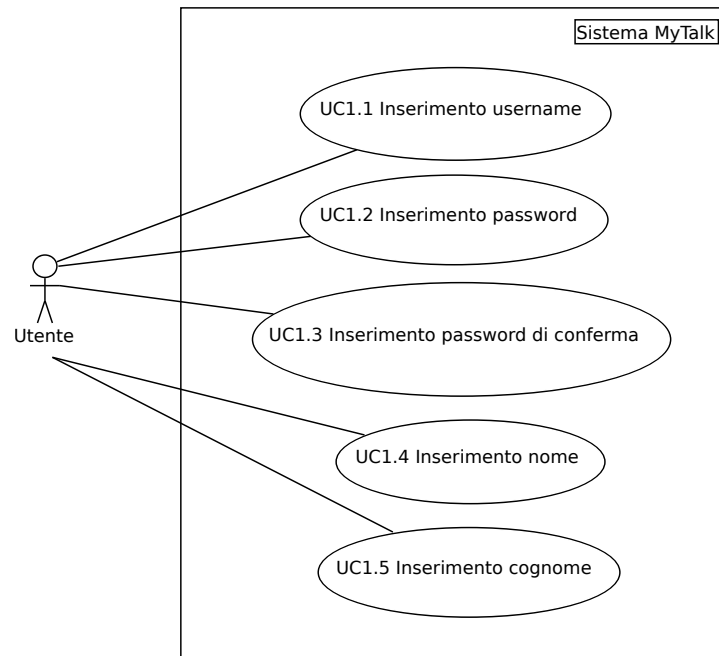 Sistema MyTalk
UC1.1 Inserimento username
UC1.2 Inserimento password
UC1.3 Inserimento password di conferma
Utente
UC1.4 Inserimento nome
UC1.5 Inserimento cognome